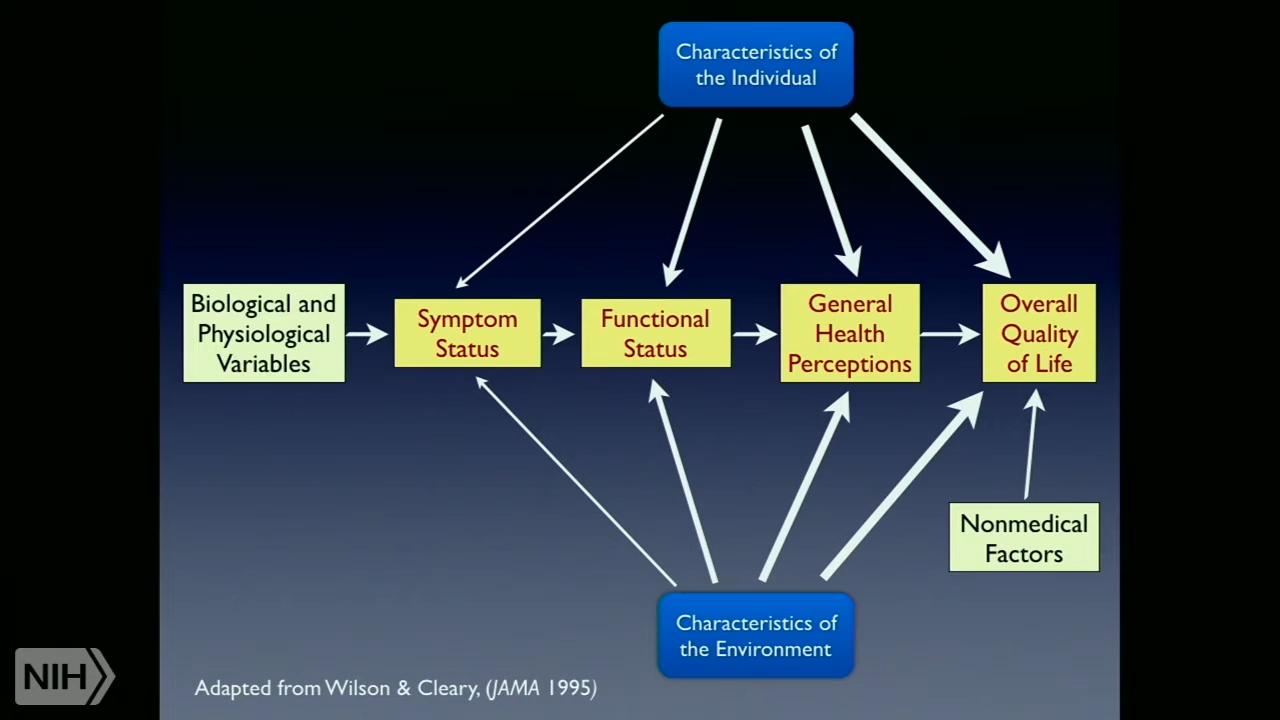 Characteristics of
the Individual
Biological and
Physiological
Variables
Symptom
Status
Functional
Status
General
Health
Perceptions
Overall
Quality
of Life
Nonmedical
Factors
Characteristics of
the Environment
NIH
Adapted from Wilson & Cleary, (JAMA 1995)